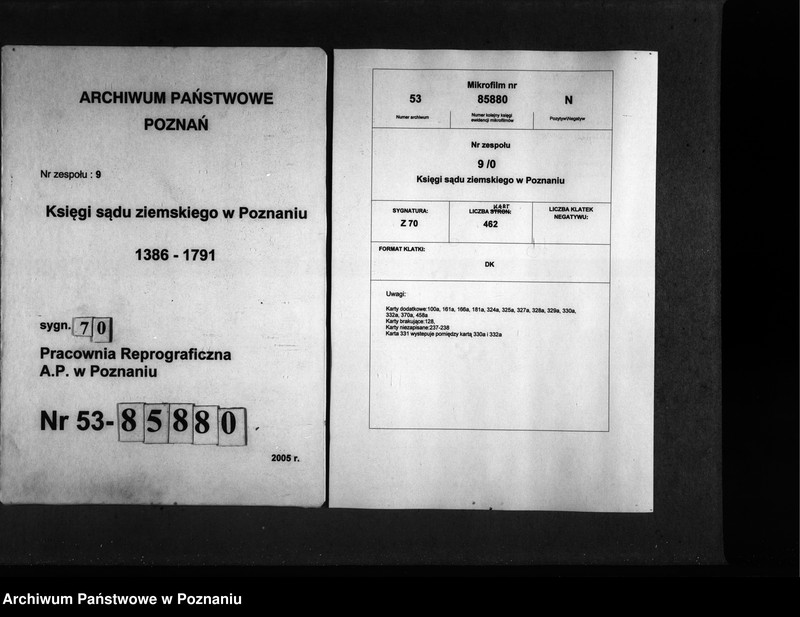 ARCHIWUM PAŃSTWOWE
POZNAŃ
Nr zespołu : 9
Księgi sądu ziemskiego w Poznaniu
1386 - 1791
sygn. 70
Pracownia Reprograficzna
A.P. w Poznaniu
Nr 53-85880
2005 r.
Mikrofilm nr
53 85880 N
Numer archiwum
Numer kolejny księgi
ewidencji mikrofilmów
Pozytyw/Negatyw
Nr zespołu
9 /0
Księgi sądu ziemskiego w Poznaniu
SYGNATURA:
Z 70
KART
LICZBA STRON:
462
LICZBA KLATEK
NEGATYWU:
FORMAT KLATKI:
DK
Uwagi:
Karty dodatkowe:100a, 161a, 166a, 181a, 324a, 325a, 327a, 328a, 329a, 330a,
332a, 370a, 458a
Karty brakujące:128,
Karty niezapisane:237-238
Karta 331 występuje pomiędzy kartą 330a i 332a
Archiwum Państwowe w Poznaniu